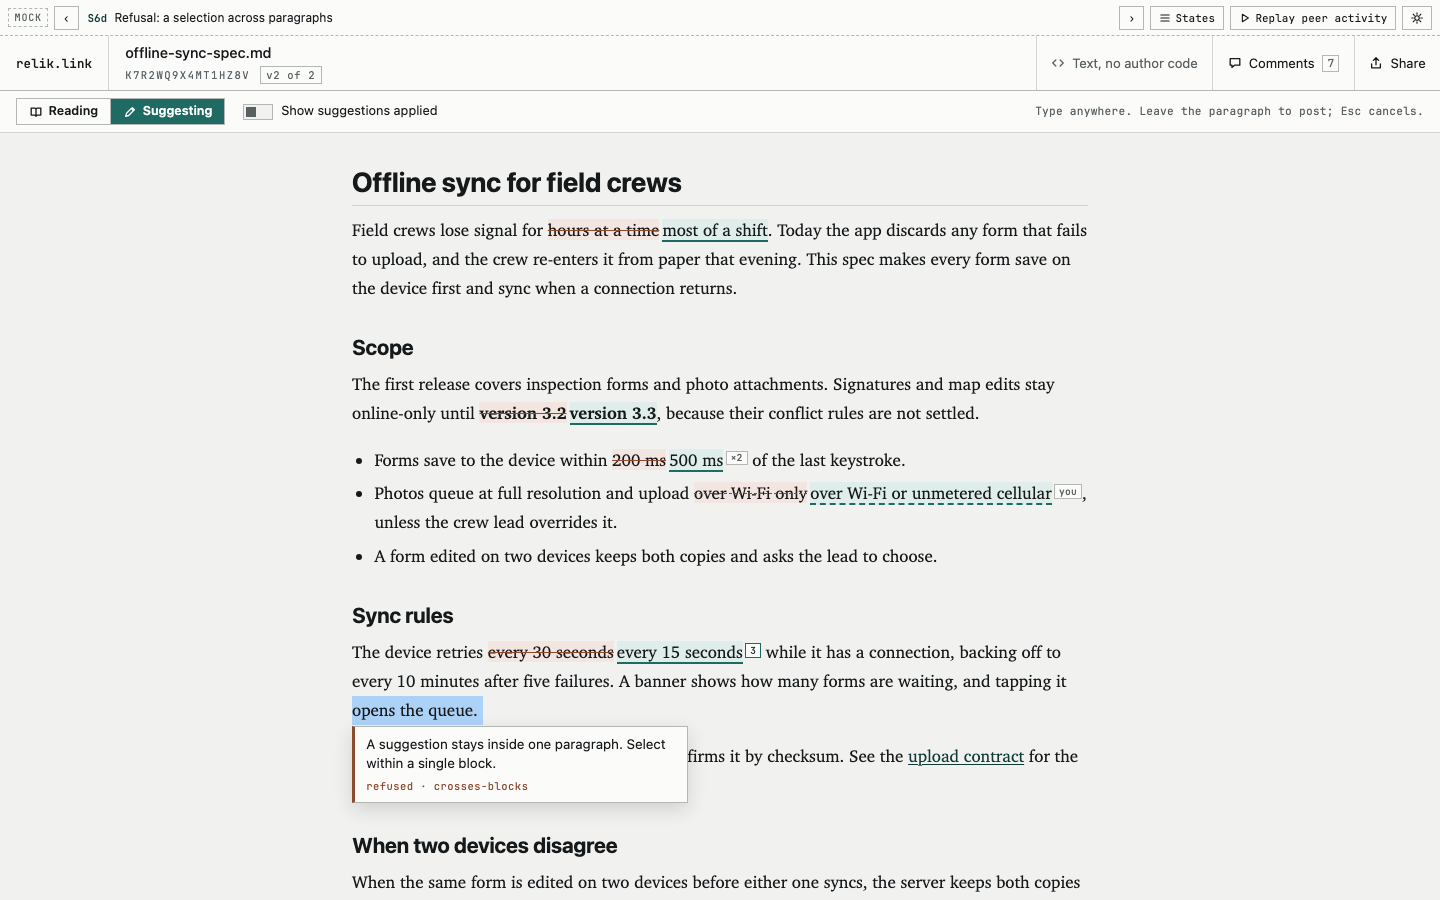 MOCK ‹ S6d Refusal: a selection across paragraphs › States Replay peer activity
relik.link
offline-sync-spec.md
K7R2WQ9X4MT1HZ8V v2 of 2
Text, no author code Comments 7 Share
Reading Suggesting Show suggestions applied Type anywhere. Leave the paragraph to post; Esc cancels.
Offline sync for field crews
Field crews lose signal for hours at a time most of a shift. Today the app discards any form that fails
to upload, and the crew re-enters it from paper that evening. This spec makes every form save on
the device first and sync when a connection returns.
Scope
The first release covers inspection forms and photo attachments. Signatures and map edits stay
online-only until version 3.2 version 3.3, because their conflict rules are not settled.
• Forms save to the device within 200 ms 500 ms ×2 of the last keystroke.
• Photos queue at full resolution and upload over Wi-Fi only over Wi-Fi or unmetered cellular you,
unless the crew lead overrides it.
• A form edited on two devices keeps both copies and asks the lead to choose.
Sync rules
The device retries every 30 seconds every 15 seconds 3 while it has a connection, backing off to
every 10 minutes after five failures. A banner shows how many forms are waiting, and tapping it
opens the queue.
A suggestion stays inside one paragraph. Select
within a single block.
refused · crosses-blocks
firms it by checksum. See the upload contract for the
When two devices disagree
When the same form is edited on two devices before either one syncs, the server keeps both copies